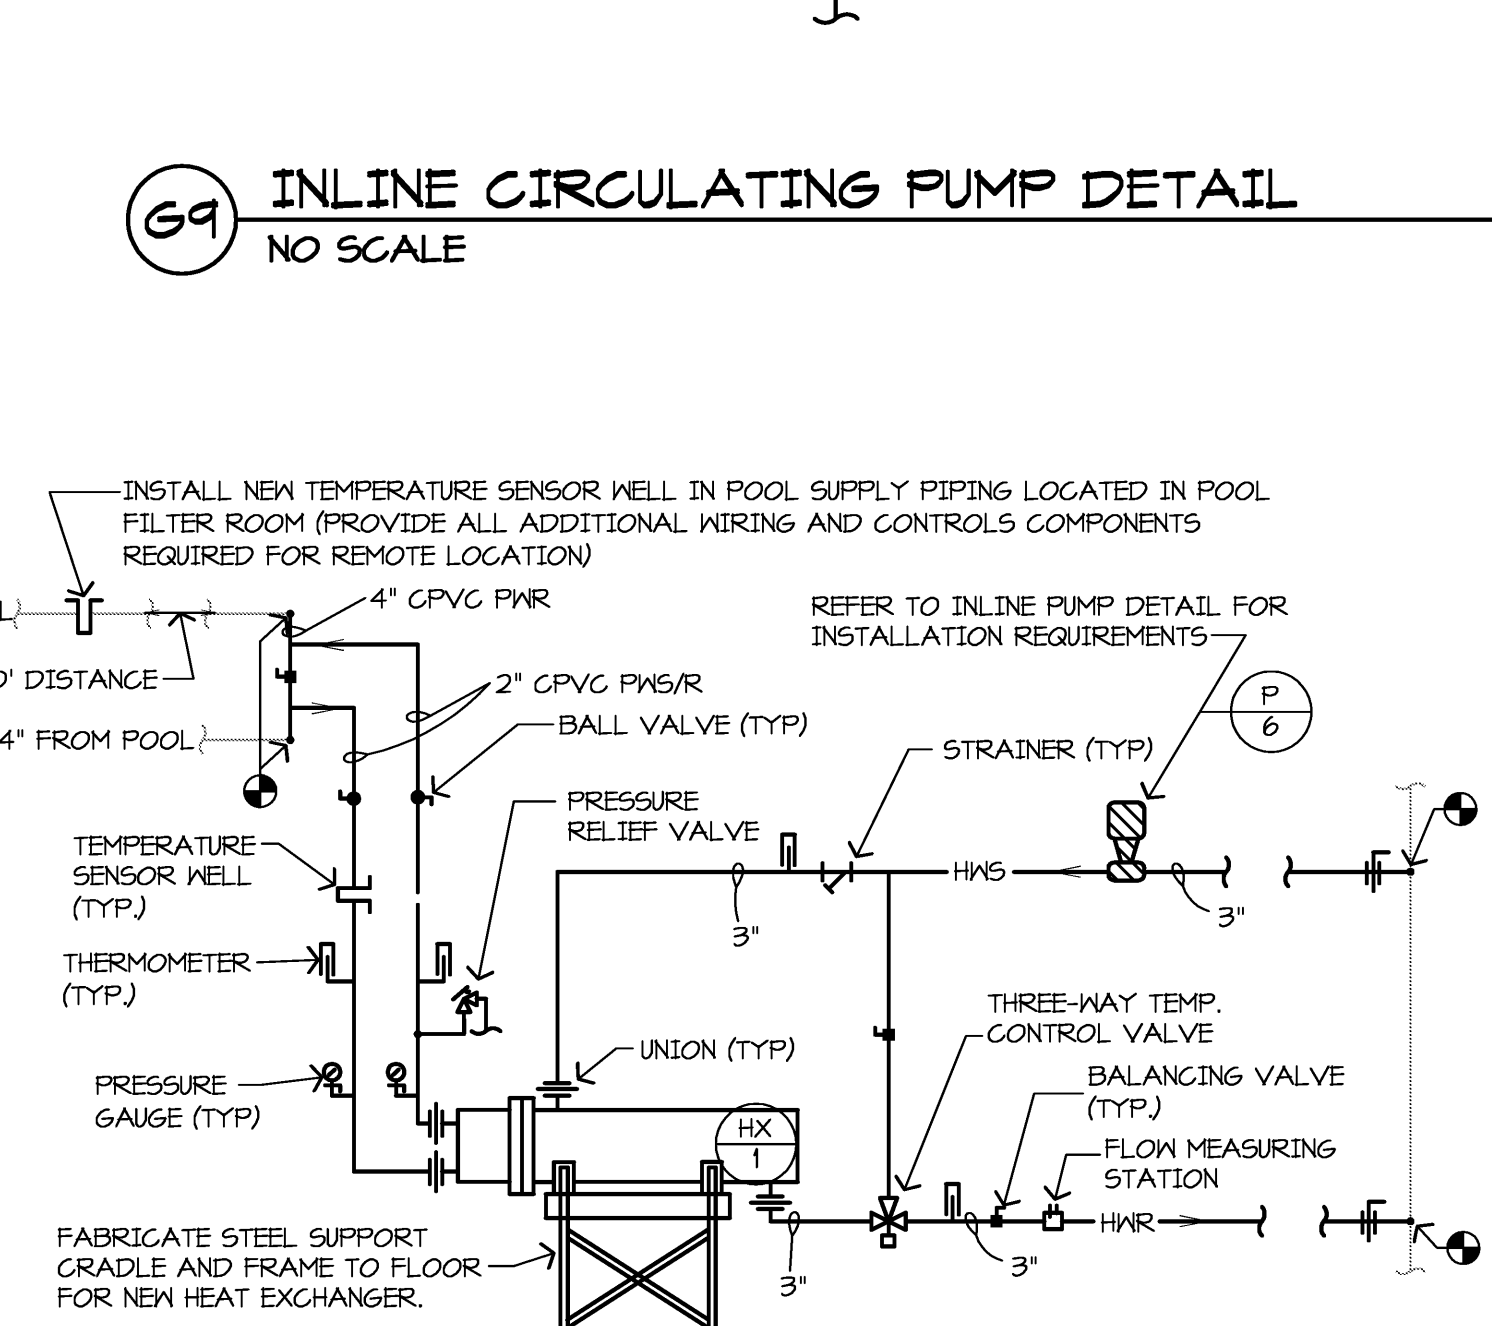 G9
INLINE CIRCULATING PUMP DETAIL
NO SCALE
INSTALL NEW TEMPERATURE SENSOR WELL IN POOL SUPPLY PIPING LOCATED IN POOL
FILTER ROOM (PROVIDE ALL ADDITIONAL WIRING AND CONTROLS COMPONENTS
REQUIRED FOR REMOTE LOCATION)
4" CPVC PWR
L
REFER TO INLINE PUMP DETAIL FOR
INSTALLATION REQUIREMENTS
0' DISTANCE
2" CPVC PWS/R
P
6
BALL VALVE (TYP)
4" FROM POOL
STRAINER (TYP)
PRESSURE
RELIEF VALVE
TEMPERATURE
SENSOR WELL
(TYP.)
HWS
3"
3"
THERMOMETER
(TYP.)
THREE-WAY TEMP.
CONTROL VALVE
UNION (TYP)
PRESSURE
GAUGE (TYP)
BALANCING VALVE
(TYP.)
HX
1
FLOW MEASURING
STATION
HWR
FABRICATE STEEL SUPPORT
CRADLE AND FRAME TO FLOOR
FOR NEW HEAT EXCHANGER.
3"
3"